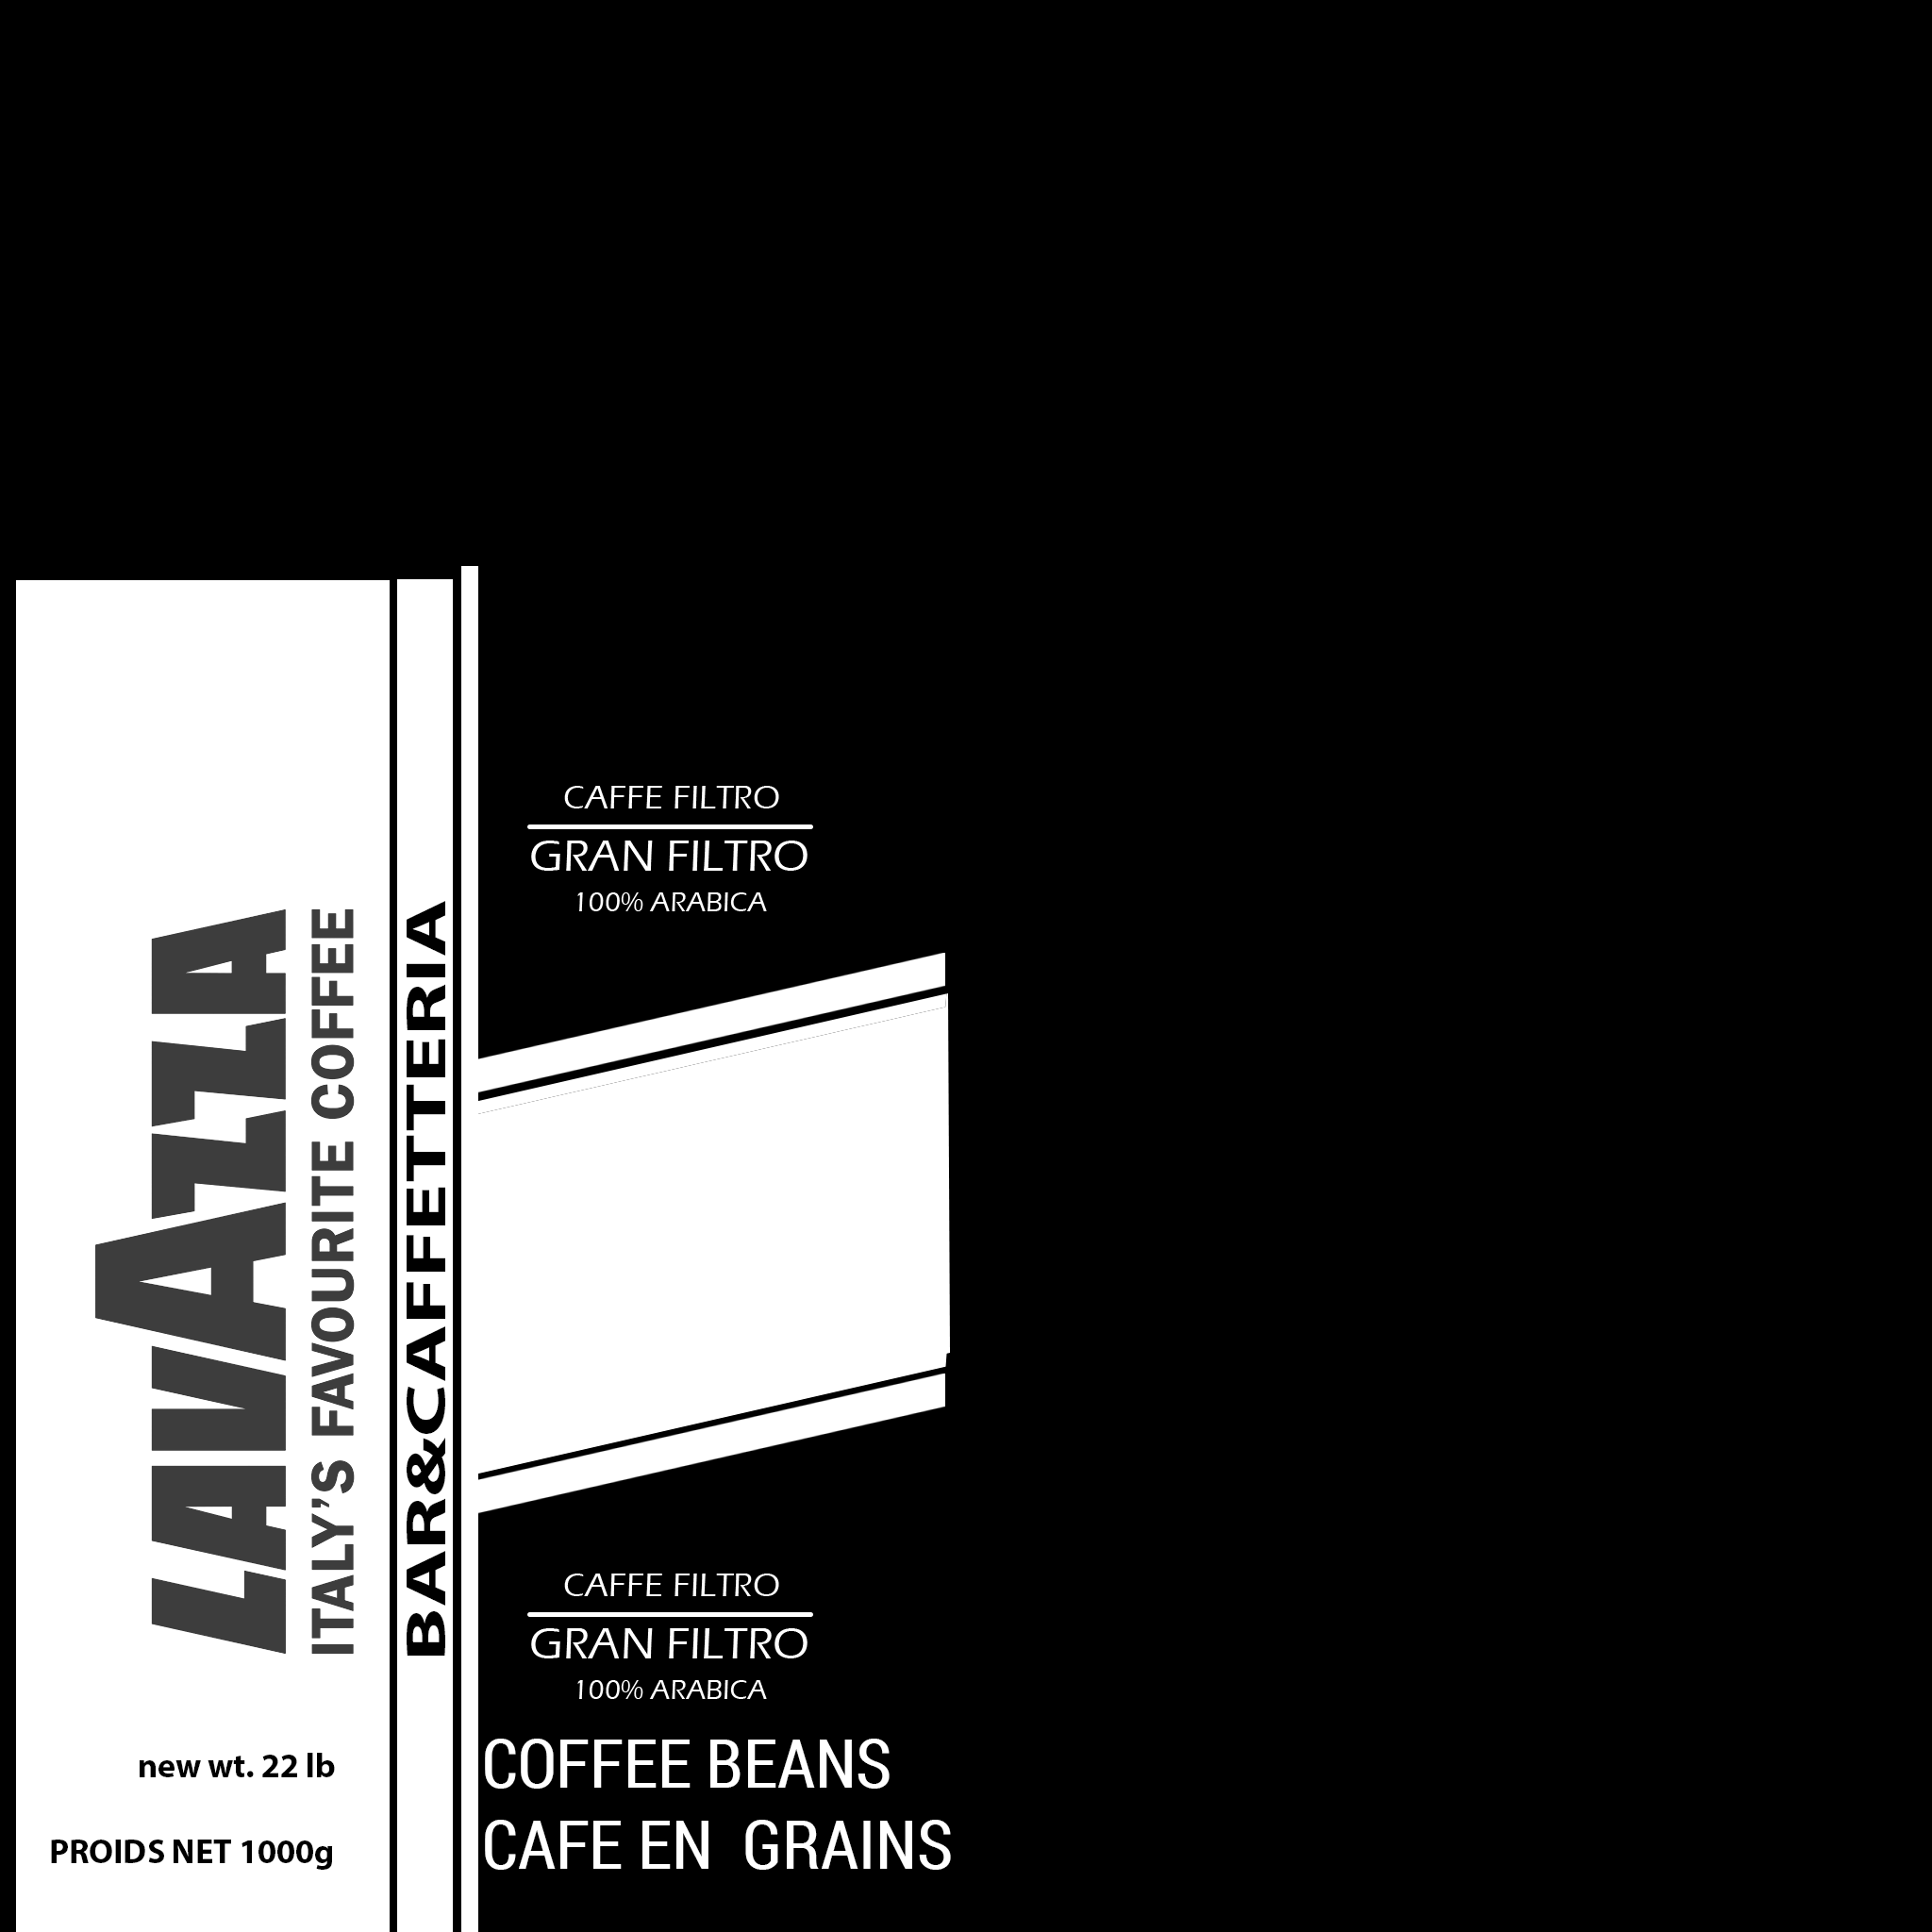 LAVAZZA
ITALY'S FAVOURITE COFFEE
BAR&CAFFETTERIA
new wt. 22 lb
PROIDS NET 1000g
CAFFE FILTRO
GRAN FILTRO
100% ARABICA
CAFFE FILTRO
GRAN FILTRO
100% ARABICA
COFFEE BEANS
CAFE EN GRAINS